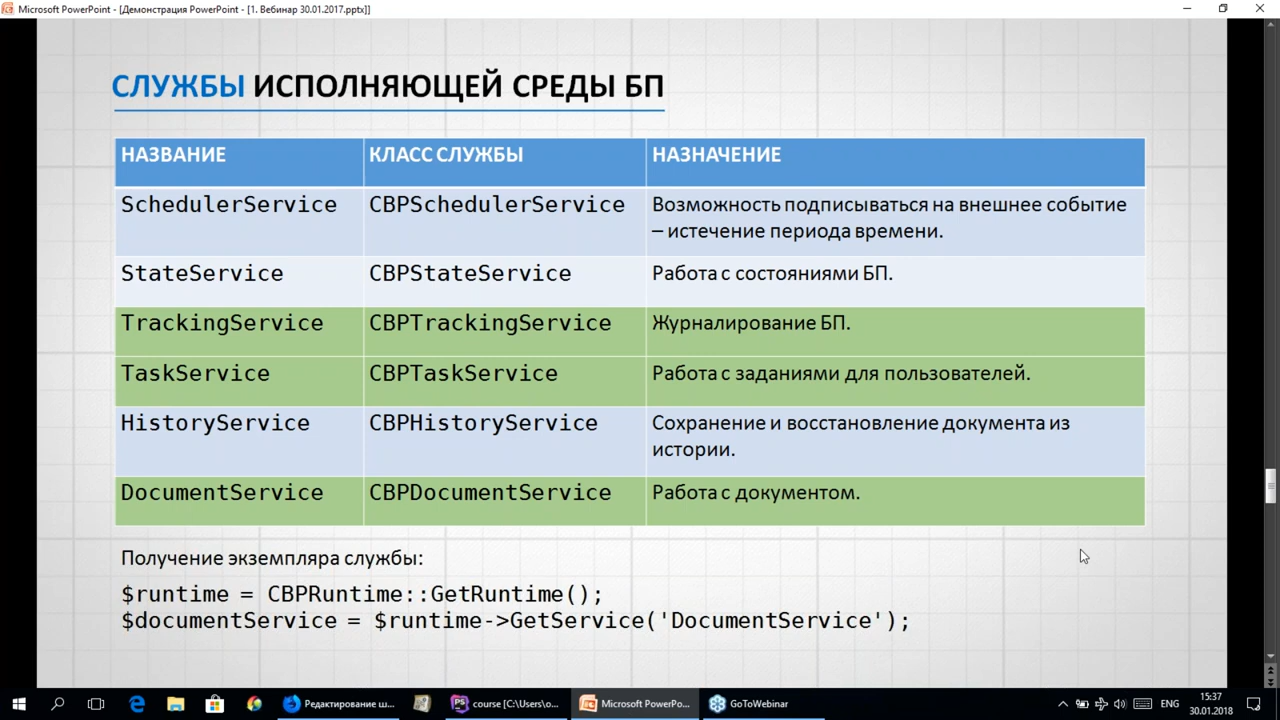 Microsoft PowerPoint - [Демонстрация PowerPoint - [1. Вебинар 30.01.2017.pptx]]
СЛУЖБЫ ИСПОЛНЯЮЩЕЙ СРЕДЫ БП
НАЗВАНИЕ КЛАСС СЛУЖБЫ НАЗНАЧЕНИЕ
SchedulerService CBPSchedulerService Возможность подписываться на внешнее событие
– истечение периода времени.
StateService CBPStateService Работа с состояниями БП.
TrackingService CBPTrackingService Журналирование БП.
TaskService CBPTaskService Работа с заданиями для пользователей.
HistoryService CBPHistoryService Сохранение и восстановление документа из
истории.
DocumentService CBPDocumentService Работа с документом.
Получение экземпляра службы:
$runtime = CBPRuntime::GetRuntime();
$documentService = $runtime->GetService('DocumentService');
Редактирование ш... course [C:\Users\o... Microsoft PowerPo... GoToWebinar ENG 15:37
30.01.2018